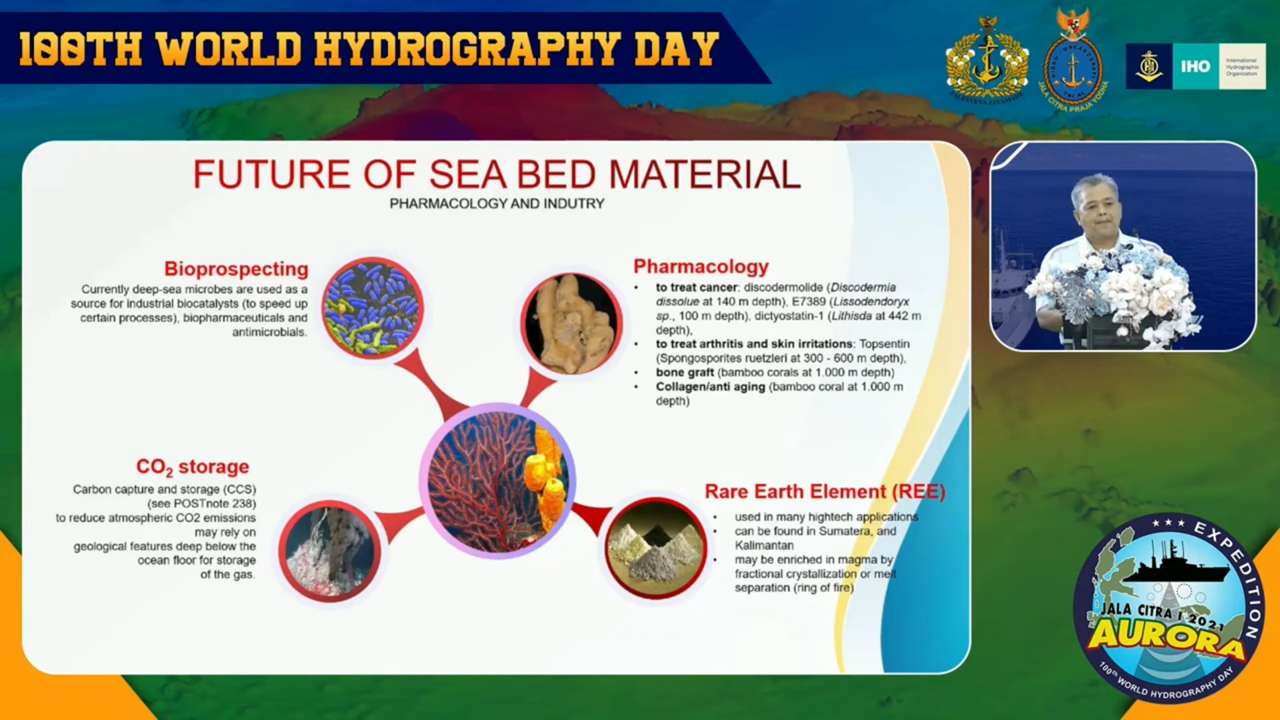 100TH WORLD HYDROGRAPHY DAY
IHO
International
Hydrographic
Organization
JALA CITRA PRAJA YODHA
FUTURE OF SEA BED MATERIAL
PHARMACOLOGY AND INDUTRY
Bioprospecting
Currently deep-sea microbes are used as a
source for industrial biocatalysts (to speed up
certain processes), biopharmaceuticals and
antimicrobials.
Pharmacology
• to treat cancer: discodermolide (Discodermia
dissolue at 140 m depth), E7389 (Lissodendoryx
sp., 100 m depth), dictyostatin-1 (Lithisda at 442 m
depth),
• to treat arthritis and skin irritations: Topsentin
(Spongosporites ruetzleri at 300 - 600 m depth),
• bone graft (bamboo corals at 1.000 m depth)
• Collagen/anti aging (bamboo coral at 1.000 m
depth)
CO₂ storage
Carbon capture and storage (CCS)
(see POSTnote 238)
to reduce atmospheric CO2 emissions
may rely on
geological features deep below the
ocean floor for storage
of the gas.
Rare Earth Element (REE)
• used in many hightech applications
• can be found in Sumatera, and
Kalimantan
• may be enriched in magma by
fractional crystallization or melt
separation (ring of fire)
EXPEDITION
JALA CITRA I 2021
AURORA
100th WORLD HYDROGRAPHY DAY